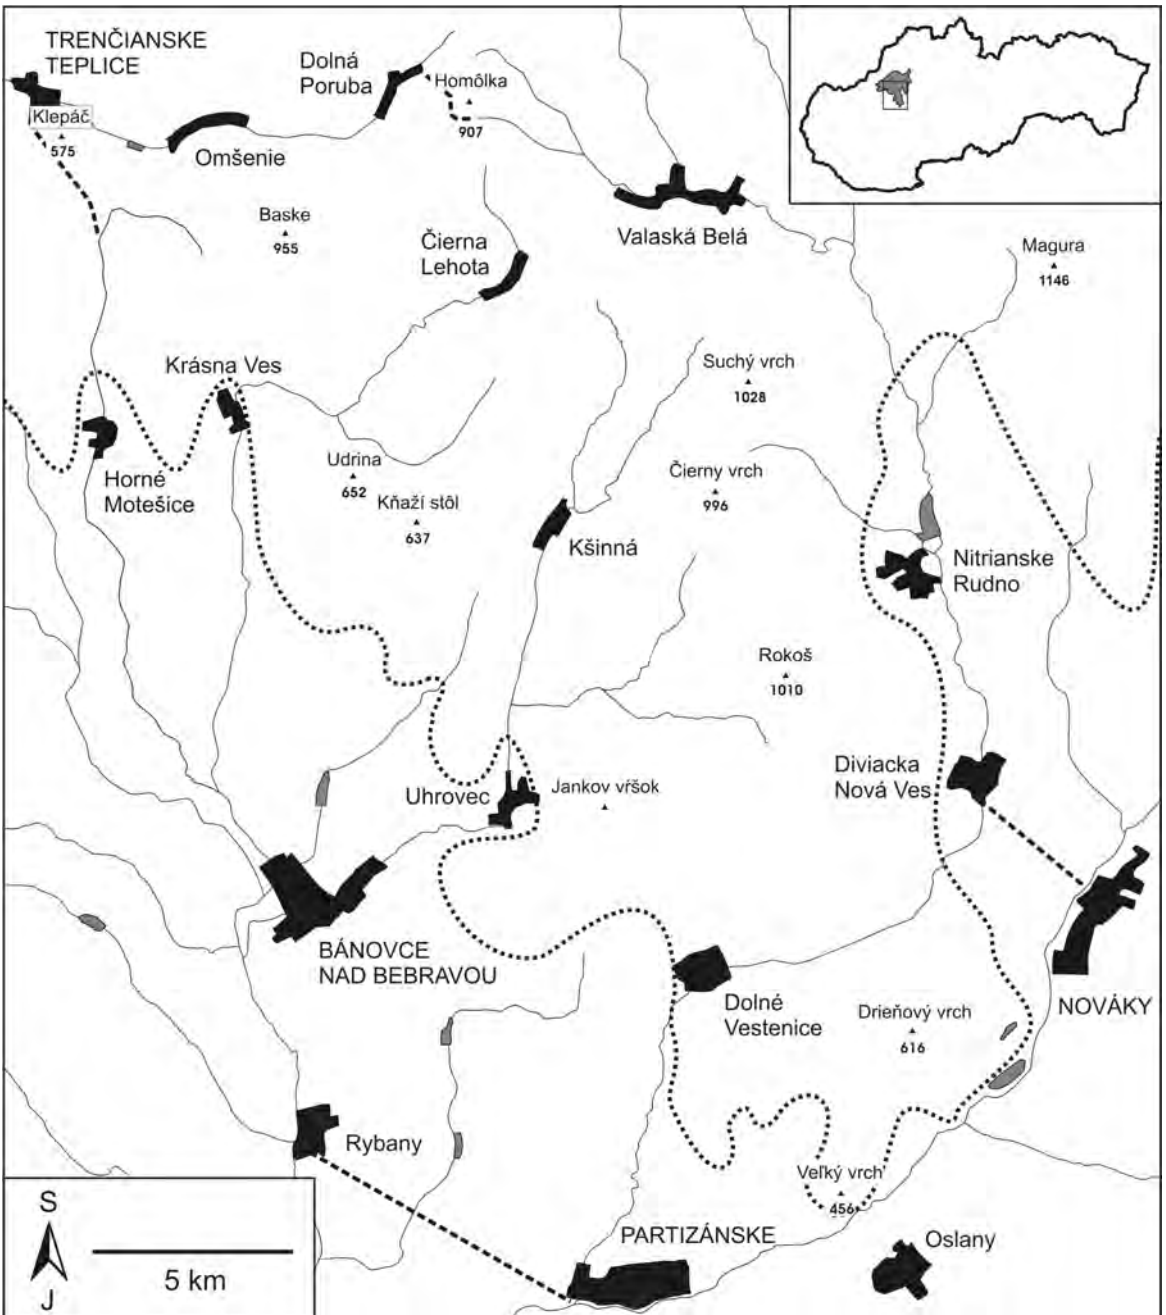 TRENČIANSKE
TEPLICE
Dolná
Poruba
Homôlka
907
Klepáč
575
Omšenie
Baske
955
Čierna
Lehota
Valaská Belá
Magura
1146
Krásna Ves
Suchý vrch
1028
Horné
Motešice
Udrina
652
Kňaží stôl
637
Čierny vrch
996
Kšinná
Nitrianske
Rudno
Rokoš
1010
Uhrovec
Jankov vŕšok
Diviacka
Nová Ves
BÁNOVCE
NAD BEBRAVOU
Dolné
Vestenice
Drieňový vrch
616
NOVÁKY
Rybany
Veľký vrch
456
PARTIZÁNSKE
Oslany
S
J
5 km